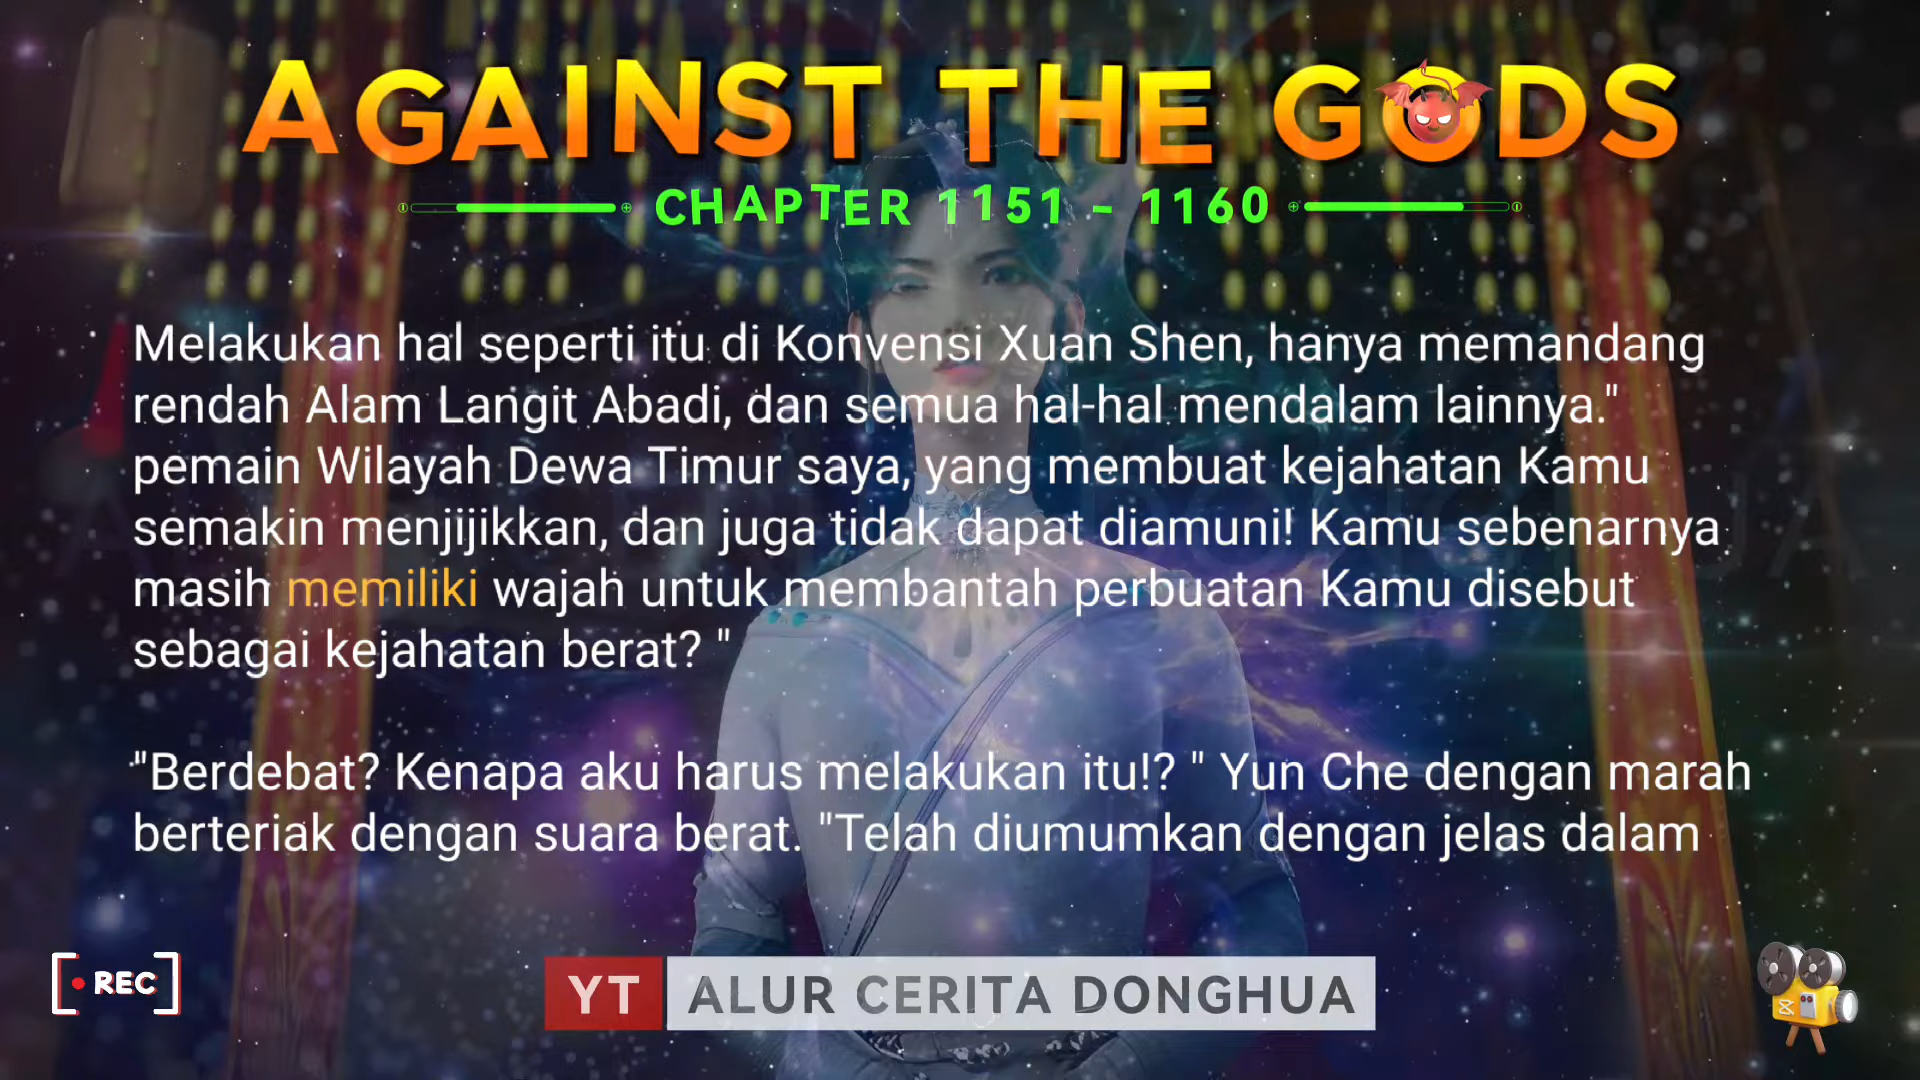 AGAINST THE GODS
CHAPTER 1151 - 1160
Melakukan hal seperti itu di Konvensi Xuan Shen, hanya memandang
rendah Alam Langit Abadi, dan semua hal-hal mendalam lainnya."
pemain Wilayah Dewa Timur saya, yang membuat kejahatan Kamu
semakin menjijikkan, dan juga tidak dapat diamuni! Kamu sebenarnya
masih memiliki wajah untuk membantah perbuatan Kamu disebut
sebagai kejahatan berat? "
"Berdebat? Kenapa aku harus melakukan itu!? " Yun Che dengan marah
berteriak dengan suara berat. "Telah diumumkan dengan jelas dalam
REC
YT ALUR CERITA DONGHUA